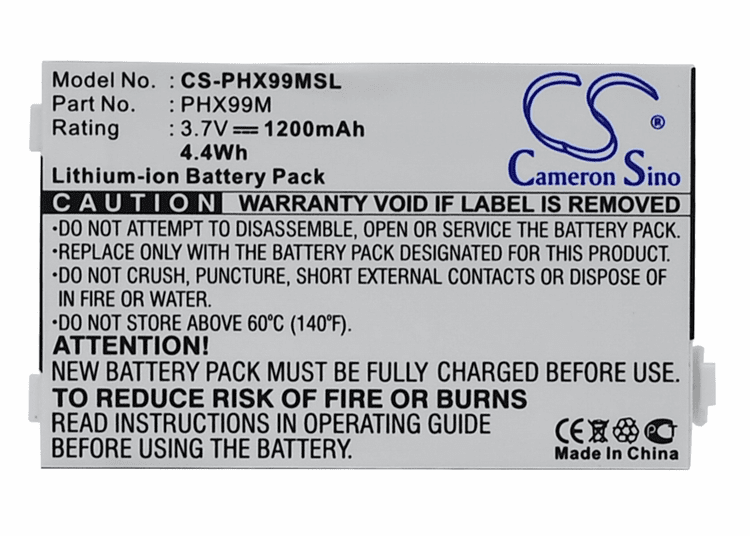 Model No. : CS-PHX99MSL
Part No. : PHX99M
Rating : 3.7V⎓1200mAh
4.4Wh
Lithium-ion Battery Pack
CS
®
Cameron Sino
CAUTION WARRANTY VOID IF LABEL IS REMOVED
•DO NOT ATTEMPT TO DISASSEMBLE, OPEN OR SERVICE THE BATTERY PACK.
•REPLACE ONLY WITH THE BATTERY PACK DESIGNATED FOR THIS PRODUCT.
•DO NOT CRUSH, PUNCTURE, SHORT EXTERNAL CONTACTS OR DISPOSE OF
IN FIRE OR WATER.
•DO NOT STORE ABOVE 60°C (140°F).
ATTENTION!
NEW BATTERY PACK MUST BE FULLY CHARGED BEFORE USE.
TO REDUCE RISK OF FIRE OR BURNS
READ INSTRUCTIONS IN OPERATING GUIDE
BEFORE USING THE BATTERY PACK.
CE PCT
Made In China